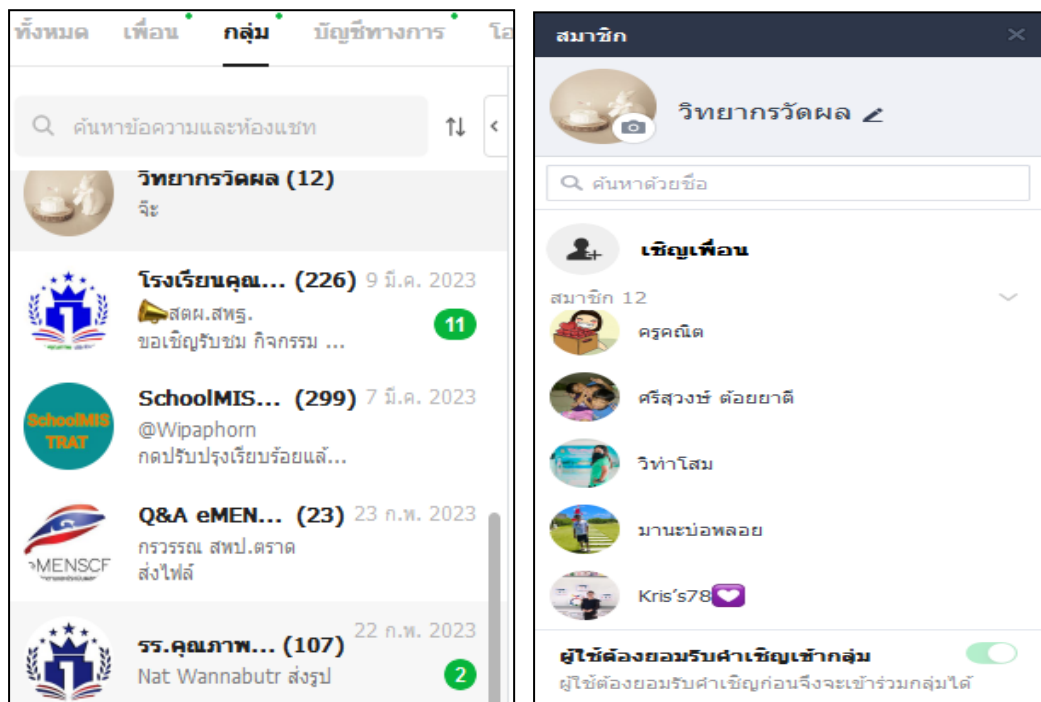 ทั้งหมด เพื่อน กลุ่ม บัญชีทางการ โอ
ค้นหาข้อความและห้องแชท
วิทยากรวัดผล (12)
จ๊ะ
โรงเรียนคุณ... (226) 9 มี.ค. 2023
สตผ.สพฐ.
ขอเชิญรับชม กิจกรรม ...
11
SchoolMIS
TRAT
SchoolMIS... (299) 7 มี.ค. 2023
@Wipaphorn
กดปรับปรุงเรียบร้อยแล้...
Q&A eMEN... (23) 23 ก.พ. 2023
กรวรรณ สพป.ตราด
ส่งไฟล์
MENSCF
รร.คุณภาพ... (107) 22 ก.พ. 2023
Nat Wannabutr ส่งรูป
2
สมาชิก
วิทยากรวัดผล
ค้นหาด้วยชื่อ
เชิญเพื่อน
สมาชิก 12
ครูคณิต
ศรีสุวงษ์ ต้อยยาดี
วิท่าโสม
มานะบ่อพลอย
Kris's78
ผู้ใช้ต้องยอมรับคำเชิญเข้ากลุ่ม
ผู้ใช้ต้องยอมรับคำเชิญก่อนจึงจะเข้าร่วมกลุ่มได้